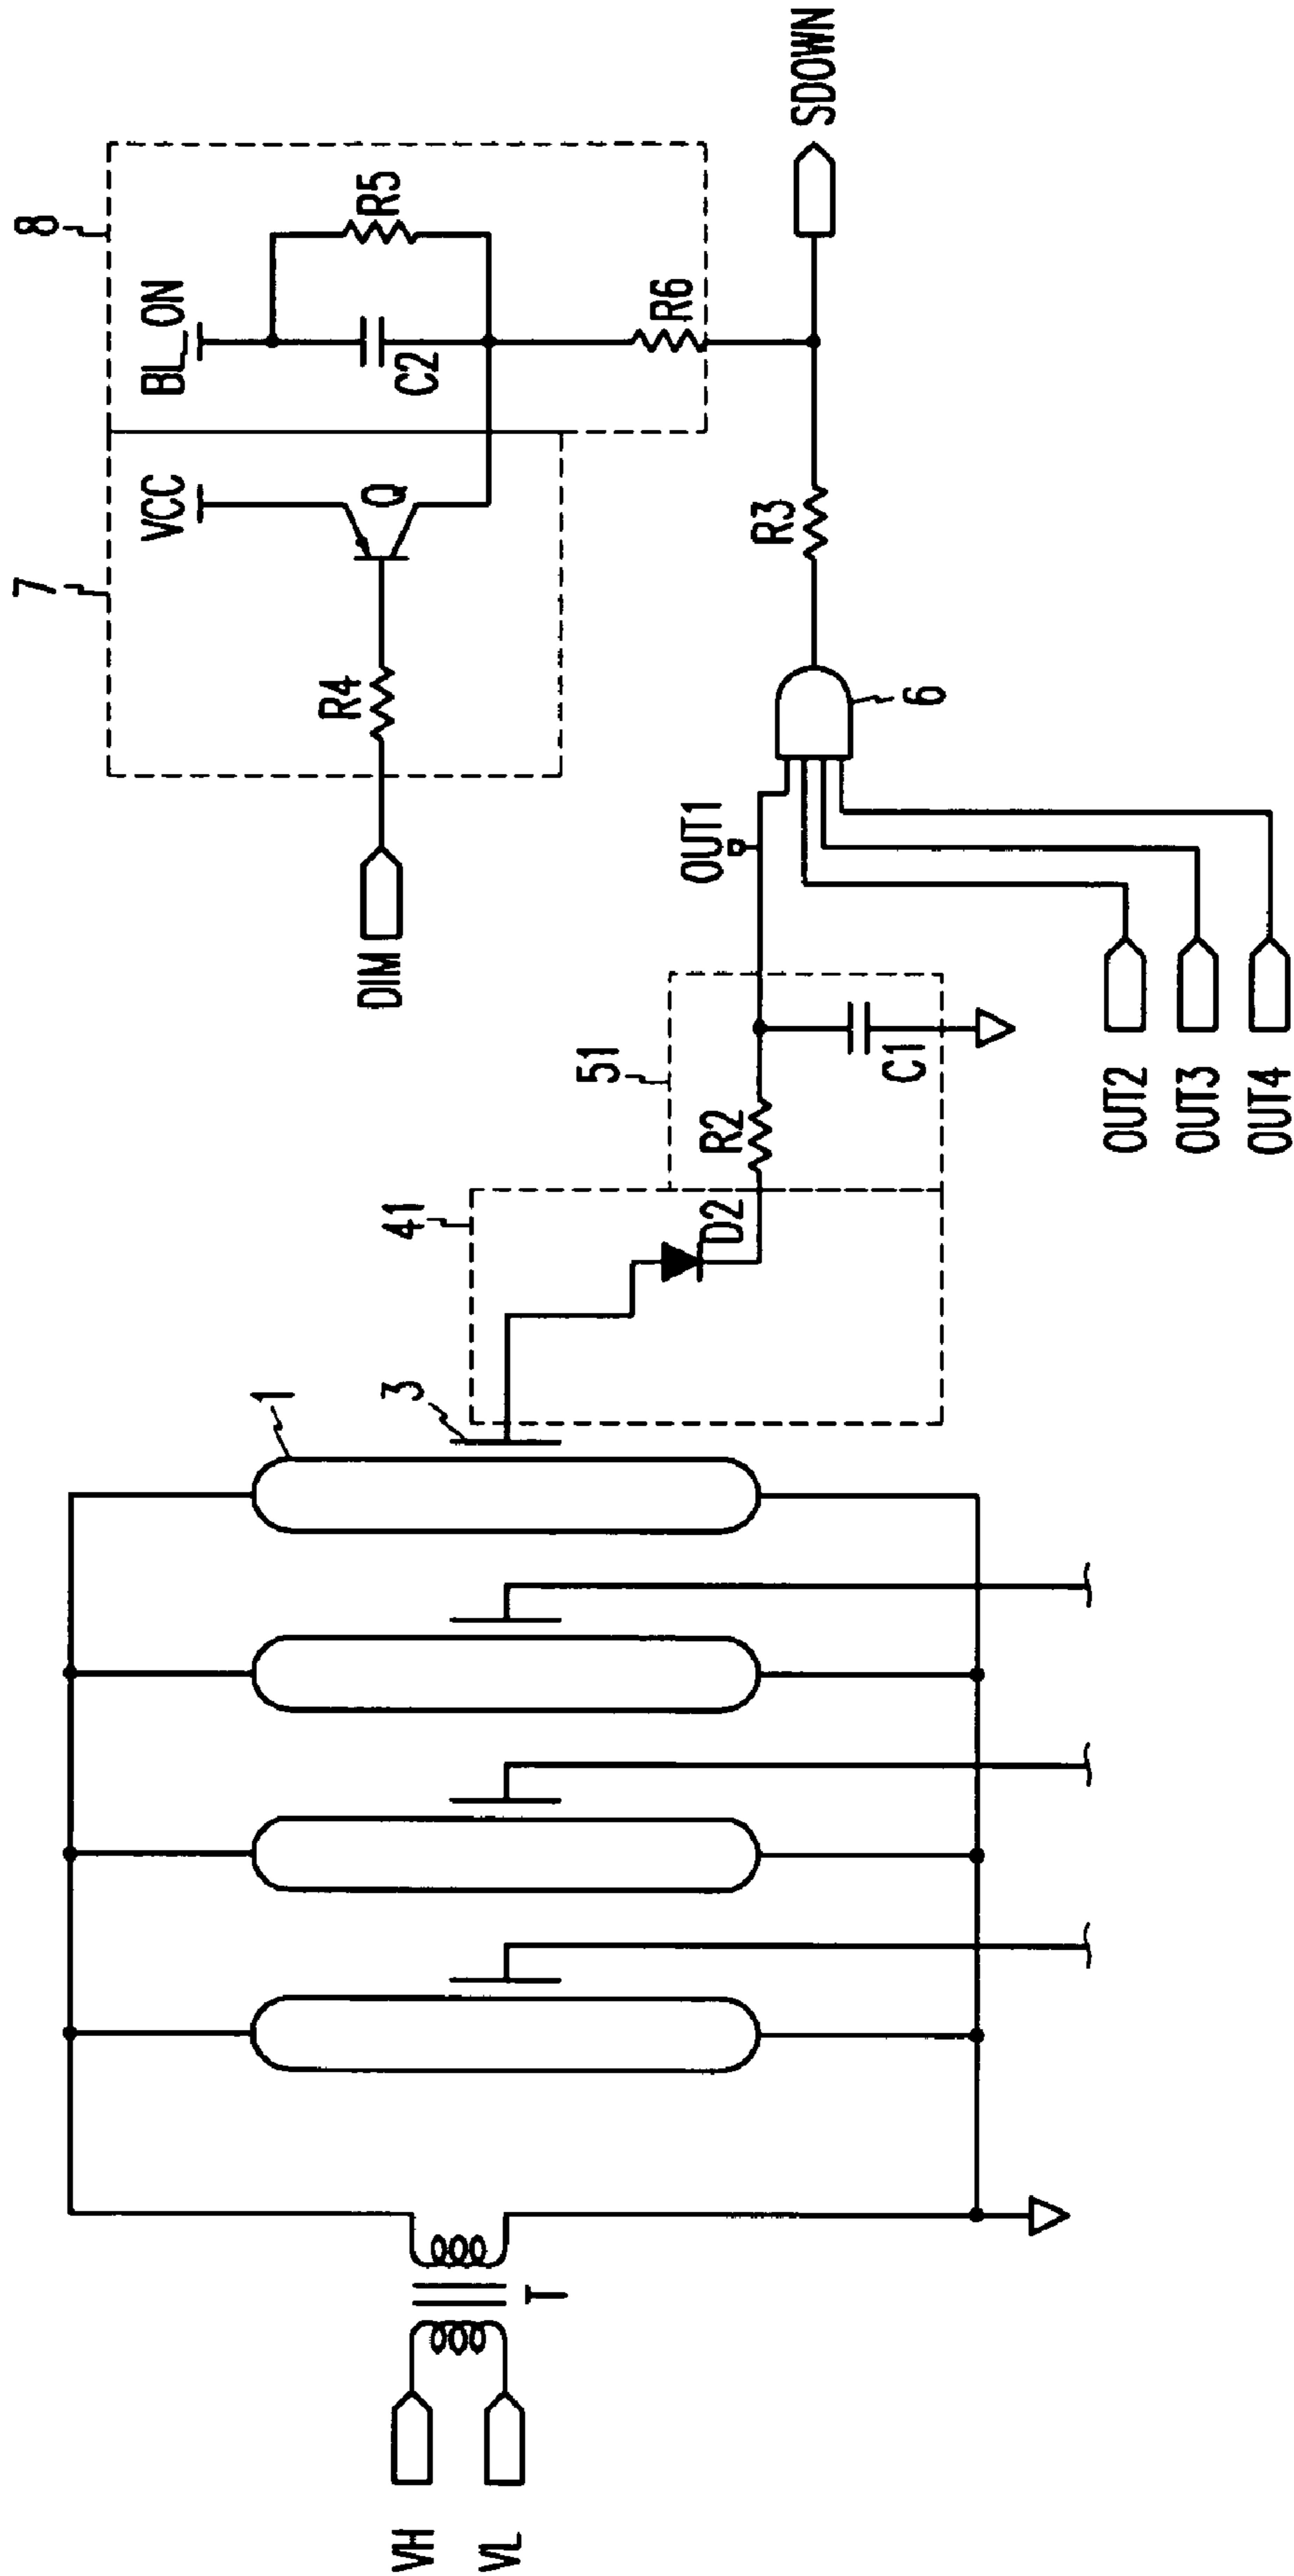 VH
VL
T
1
3
41
D2
51
R2
C1
OUT1
OUT2
OUT3
OUT4
6
R3
SDOWN
DIM
R4
7
VCC
Q
8
BL_ON
C2
R5
R6